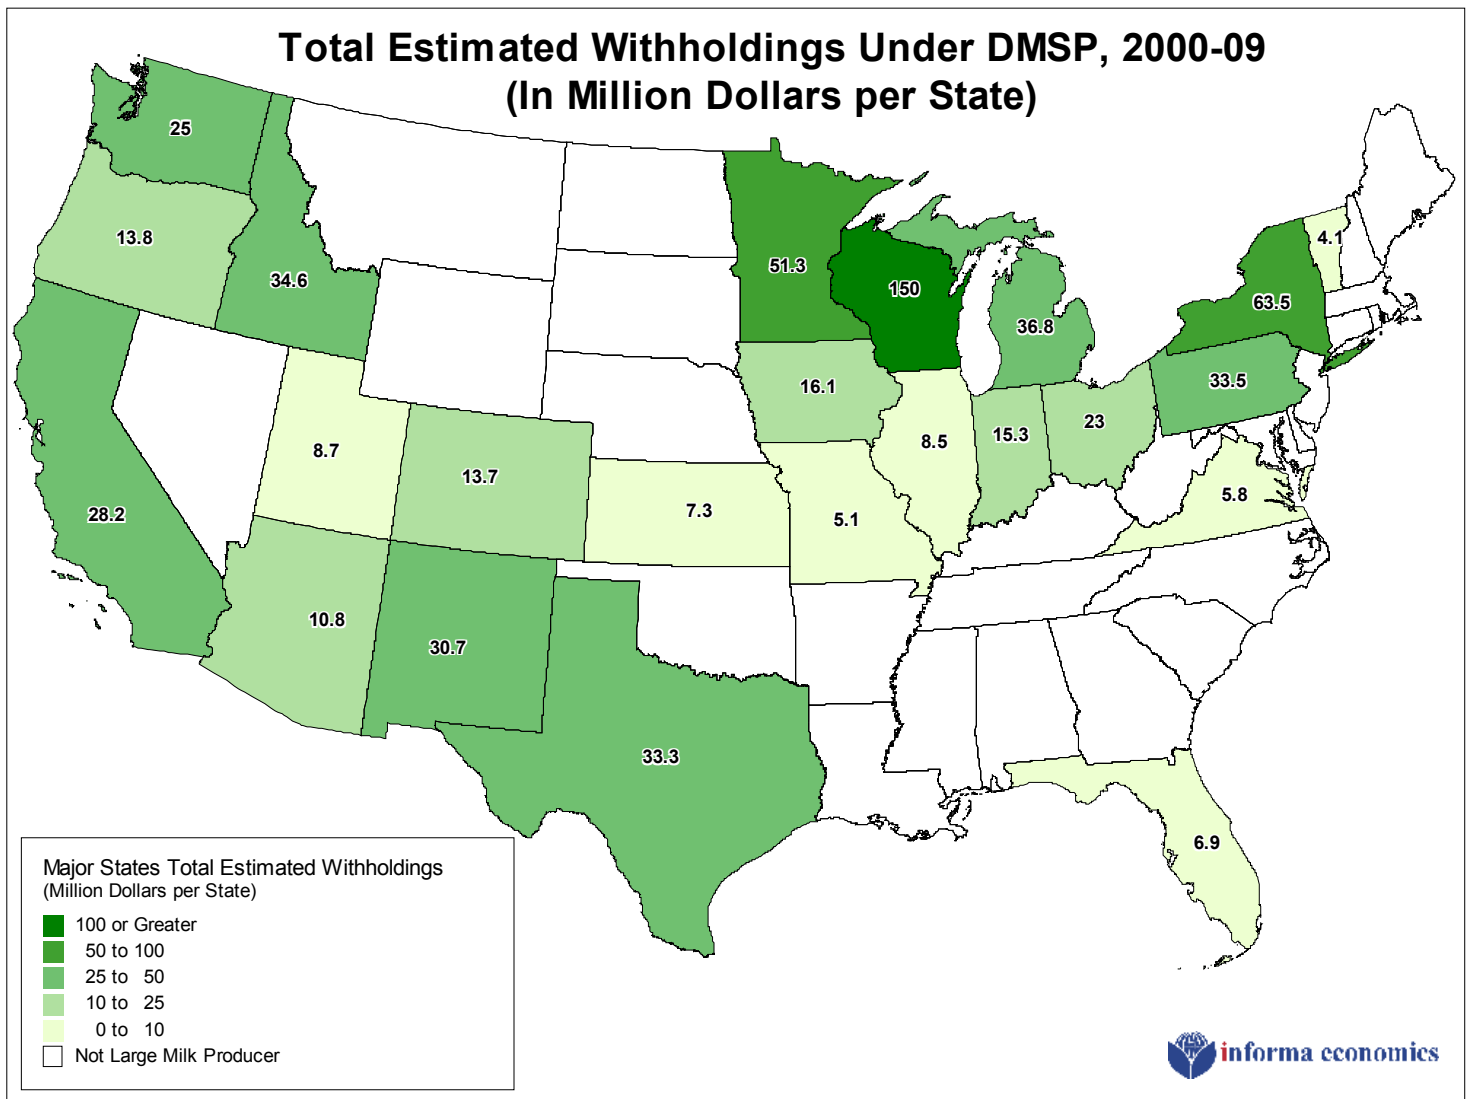 Total Estimated Withholdings Under DMSP, 2000-09
(In Million Dollars per State)
25
13.8
34.6
51.3
150
4.1
63.5
36.8
33.5
16.1
8.5
15.3
23
8.7
13.7
7.3
5.1
5.8
28.2
10.8
30.7
33.3
6.9
Major States Total Estimated Withholdings
(Million Dollars per State)
100 or Greater
50 to 100
25 to 50
10 to 25
0 to 10
Not Large Milk Producer
informa economics